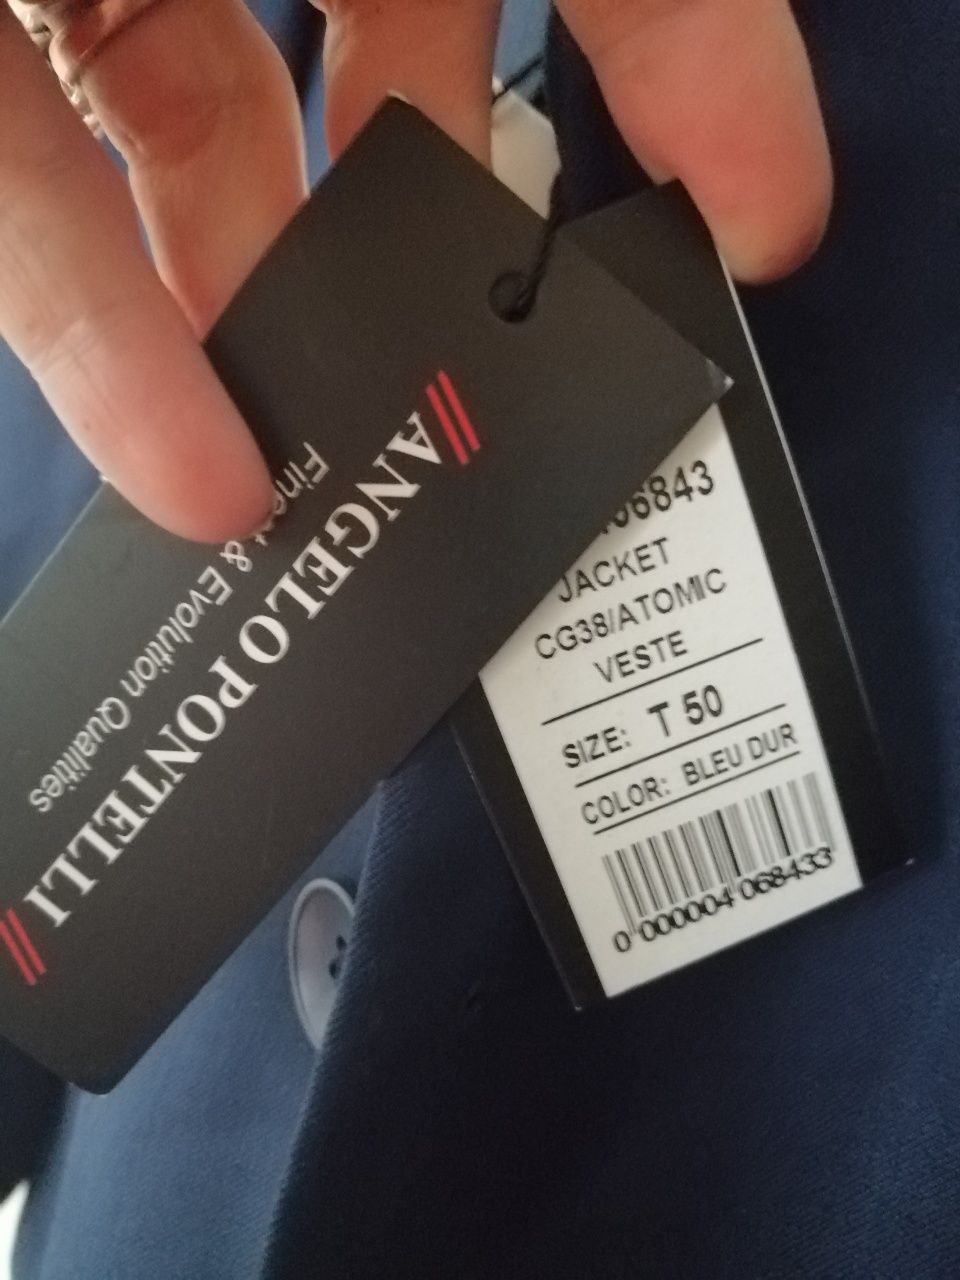 ANGELO PONTELLI
& Evolution Qualities
JACKET
CG38/ATOMIC
VESTE
SIZE: T 50
COLOR: BLEU DUR
0 000004 068433